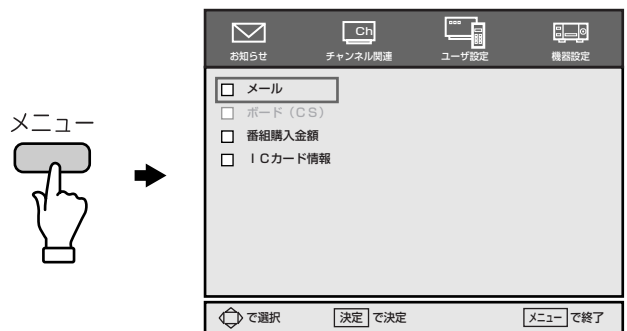 メニュー
お知らせ
Ch
チャンネル関連
ユーザ設定
機器設定
メール
ボード（CS）
番組購入金額
ICカード情報
で選択 決定 で決定 メニュー で終了